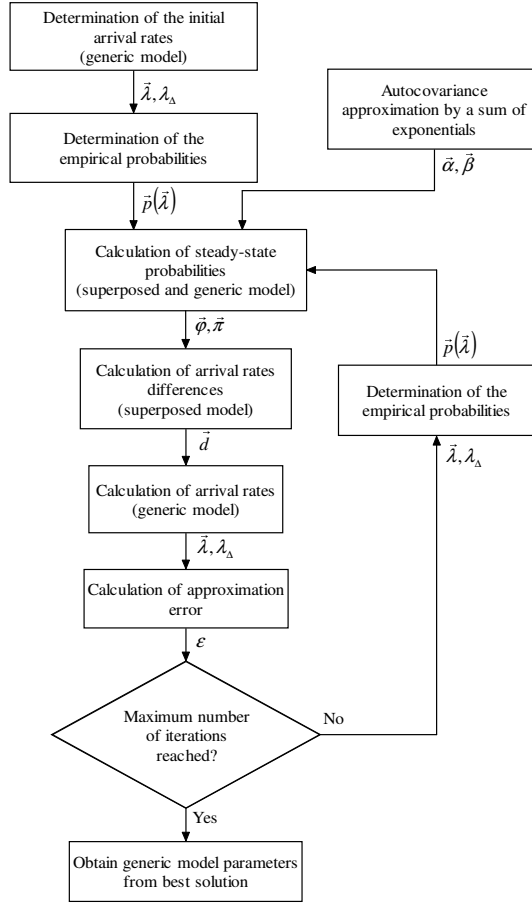 Determination of the initial
arrival rates
(generic model)
λ̂⃗, λ_Δ
Autocovariance
approximation by a sum of
exponentials
α⃗, β⃗
Determination of the
empirical probabilities
p⃗(λ̂⃗)
Calculation of steady-state
probabilities
(superposed and generic model)
φ⃗, π⃗
Calculation of arrival rates
differences
(superposed model)
d⃗
Calculation of arrival rates
(generic model)
λ̂⃗, λ_Δ
Calculation of approximation
error
ε
Maximum number
of iterations
reached?
No
λ̂⃗, λ_Δ
Determination of the
empirical probabilities
p⃗(λ̂⃗)
Yes
Obtain generic model parameters
from best solution